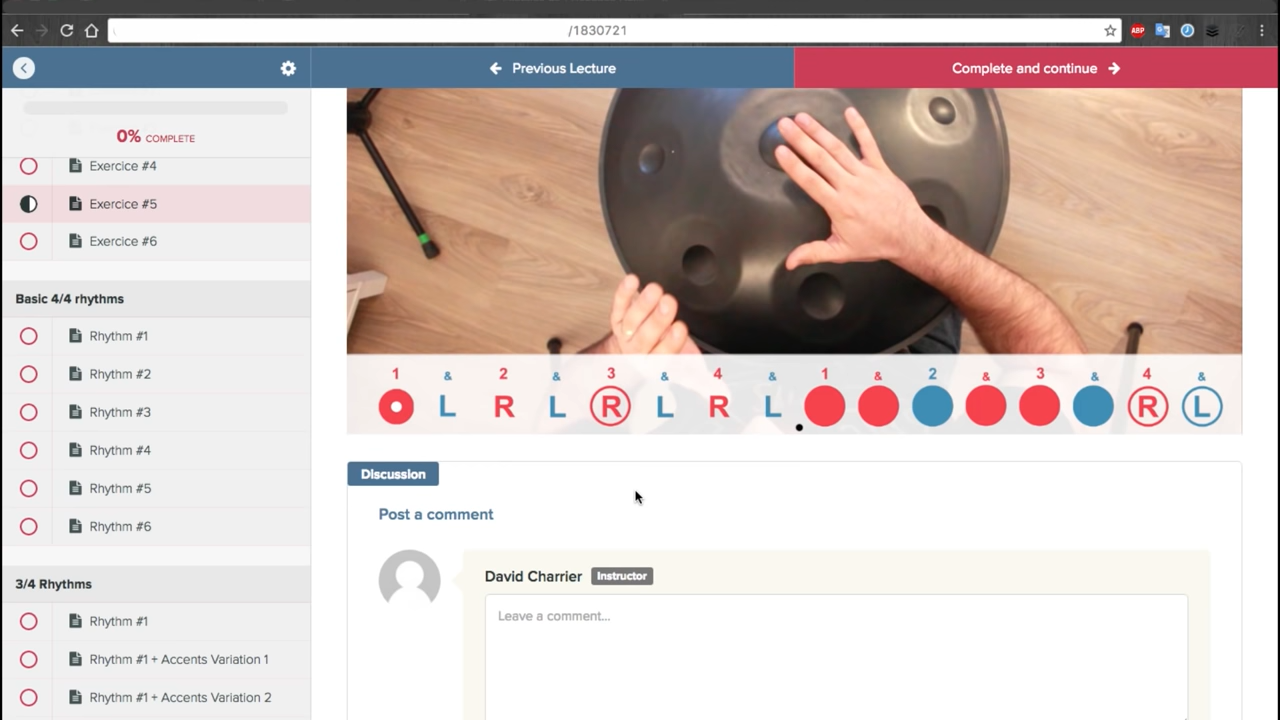 /1830721
ABP
Previous Lecture
Complete and continue
0% COMPLETE
Exercice #4
Exercice #5
Exercice #6
Basic 4/4 rhythms
Rhythm #1
Rhythm #2
Rhythm #3
Rhythm #4
Rhythm #5
Rhythm #6
3/4 Rhythms
Rhythm #1
Rhythm #1 + Accents Variation 1
Rhythm #1 + Accents Variation 2
1 & 2 & 3 & 4 & 1 & 2 & 3 & 4 &
L R L R L R L R L
Discussion
Post a comment
David Charrier Instructor
Leave a comment...